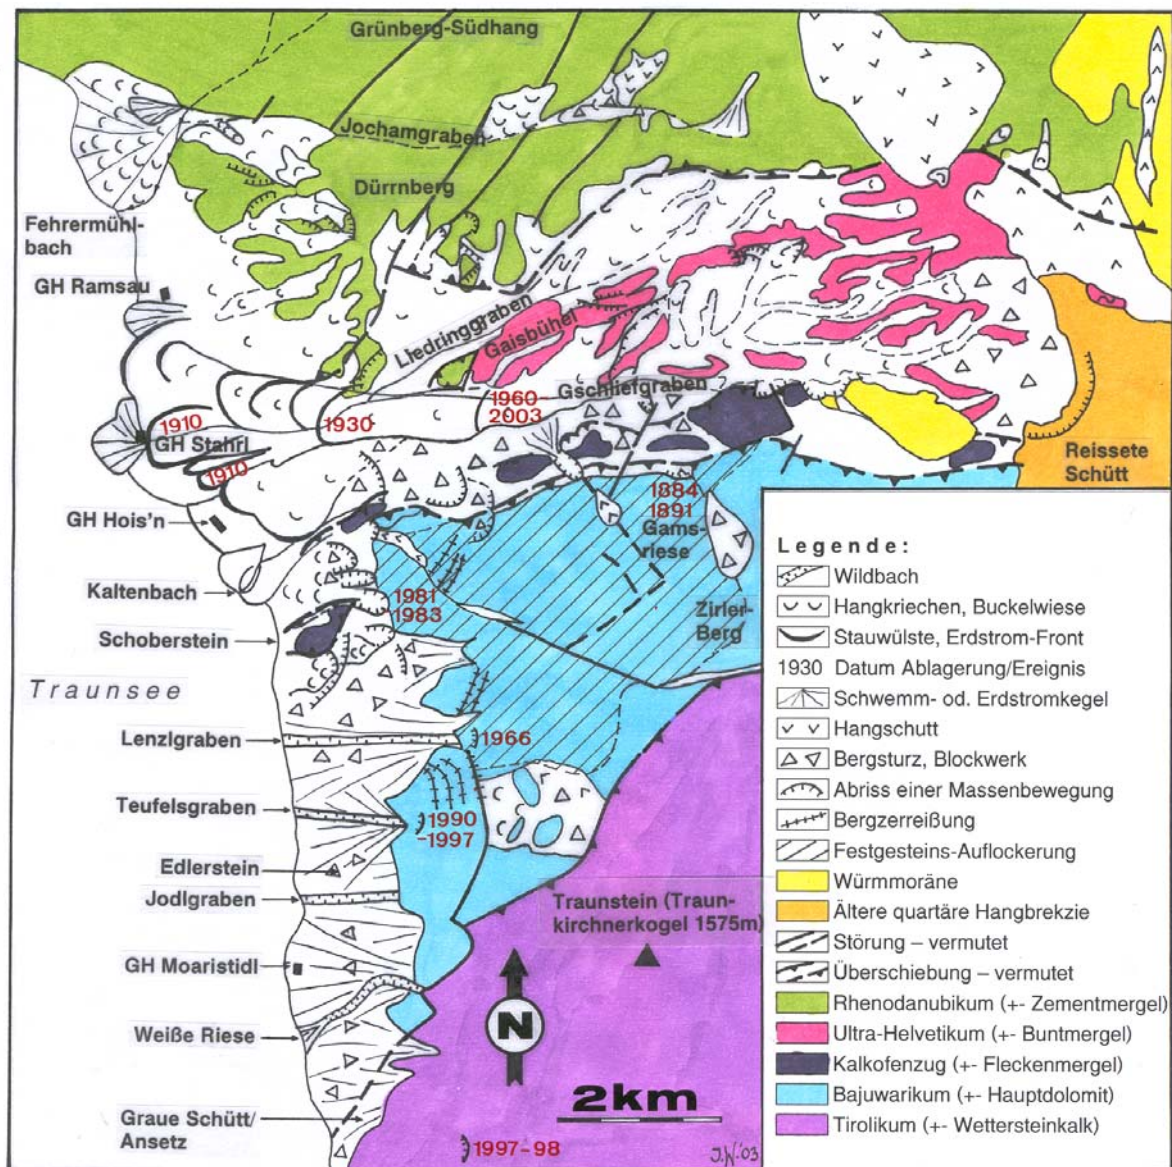 Grünberg-Südhang
Jochamgraben
Dürrnberg
Fehrermühl-
bach
GH Ramsau
Liedringgraben
Gaisbühel
Gschliefgraben
1960-
2003
1910
1930
GH Stahrl
1910
Reissete
Schütt
GH Hois'n
1884
1891
Gams-
riese
Kaltenbach
1981
-1983
Zirler-
Berg
Schoberstein
Traunsee
Lenzlgraben
1966
Teufelsgraben
1990
-1997
Edlerstein
Jodlgraben
Traunstein (Traun-
kirchnerkogel 1575m)
GH Moaristidl
N
Weiße Riese
2km
Graue Schütt/
Ansetz
1997-98
J.W.'03
Legende:
Wildbach
Hangkriechen, Buckelwiese
Stauwülste, Erdstrom-Front
1930 Datum Ablagerung/Ereignis
Schwemm- od. Erdstromkegel
Hangschutt
Bergsturz, Blockwerk
Abriss einer Massenbewegung
Bergzerreißung
Festgesteins-Auflockerung
Würmmoräne
Ältere quartäre Hangbrekzie
Störung – vermutet
Überschiebung – vermutet
Rhenodanubikum (+- Zementmergel)
Ultra-Helvetikum (+- Buntmergel)
Kalkofenzug (+- Fleckenmergel)
Bajuwarikum (+- Hauptdolomit)
Tirolikum (+- Wettersteinkalk)